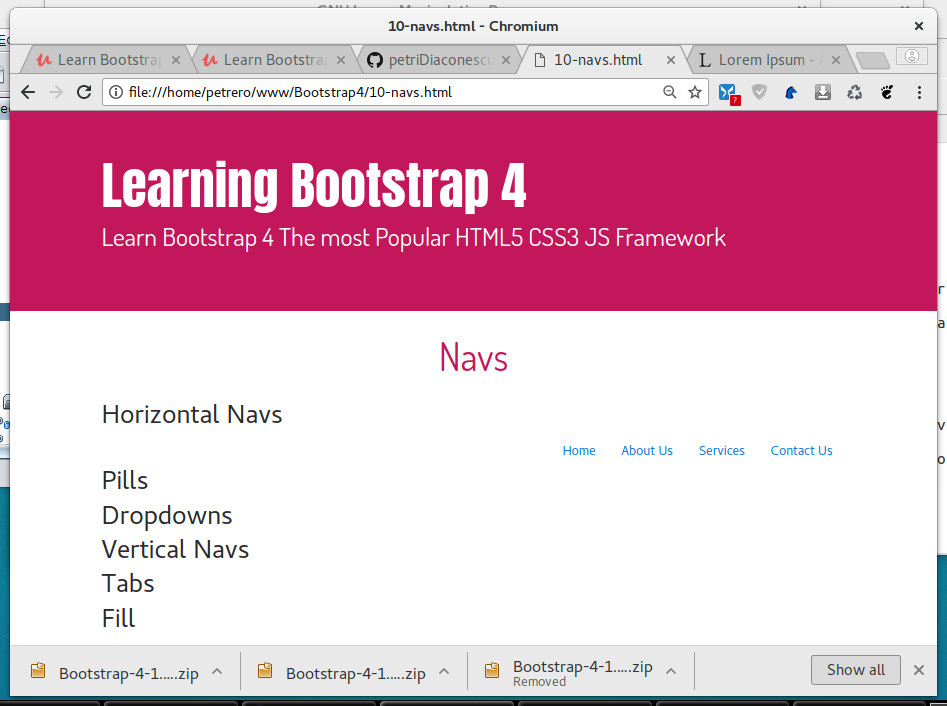 10-navs.html - Chromium
Learn Bootstra
Learn Bootstra
petriDiaconesc
10-navs.html
Lorem Ipsum -
file:///home/petrero/www/Bootstrap4/10-navs.html
Learning Bootstrap 4
Learn Bootstrap 4 The most Popular HTML5 CSS3 JS Framework
Navs
Horizontal Navs
Home About Us Services Contact Us
Pills
Dropdowns
Vertical Navs
Tabs
Fill
Bootstrap-4-1.....zip
Bootstrap-4-1.....zip
Bootstrap-4-1.....zip
Removed
Show all